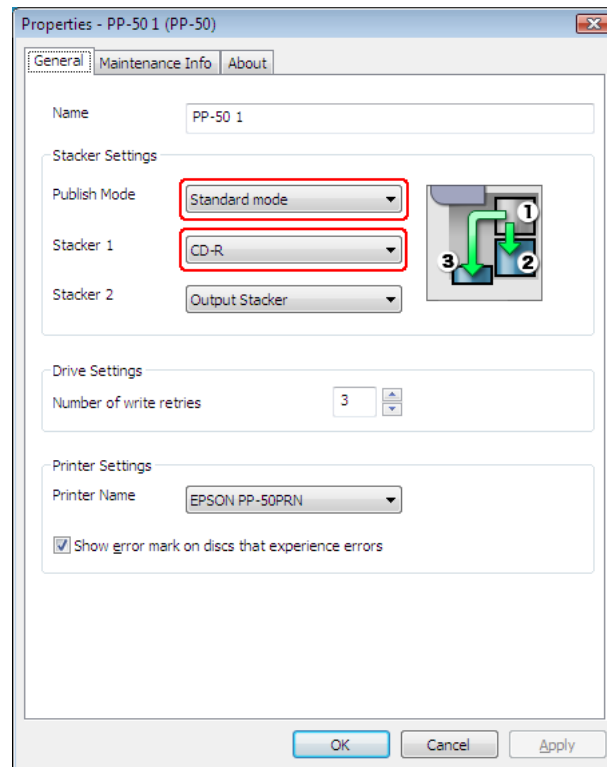 Properties - PP-50 1 (PP-50)
General Maintenance Info About
Name PP-50 1
Stacker Settings
Publish Mode Standard mode
Stacker 1 CD-R
Stacker 2 Output Stacker
1
3 2
Drive Settings
Number of write retries 3
Printer Settings
Printer Name EPSON PP-50PRN
Show error mark on discs that experience errors
OK Cancel Apply